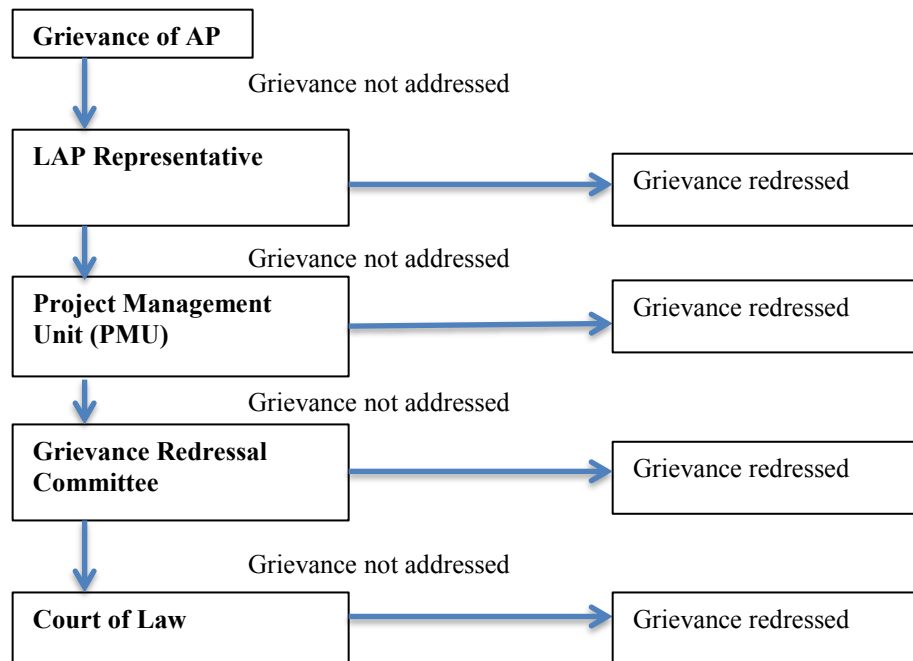 Grievance of AP
Grievance not addressed
LAP Representative
Grievance redressed
Grievance not addressed
Project Management
Unit (PMU)
Grievance redressed
Grievance not addressed
Grievance Redressal
Committee
Grievance redressed
Grievance not addressed
Court of Law
Grievance redressed